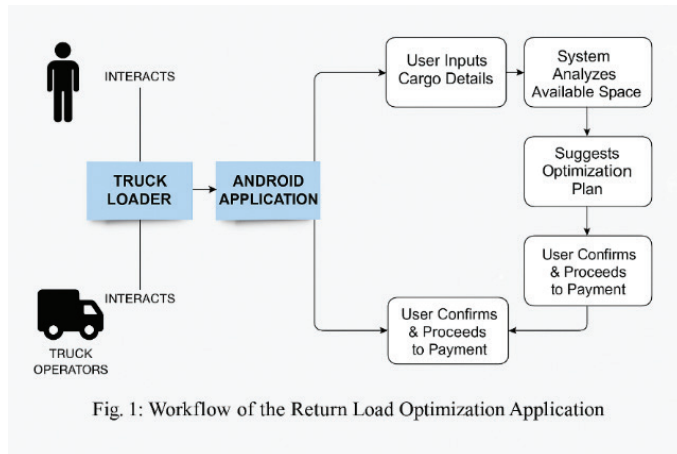 INTERACTS
TRUCK
LOADER
INTERACTS
TRUCK
OPERATORS
ANDROID
APPLICATION
User Inputs
Cargo Details
System
Analyzes
Available Space
Suggests
Optimization
Plan
User Confirms
& Proceeds
to Payment
User Confirms
& Proceeds
to Payment
Fig. 1: Workflow of the Return Load Optimization Application